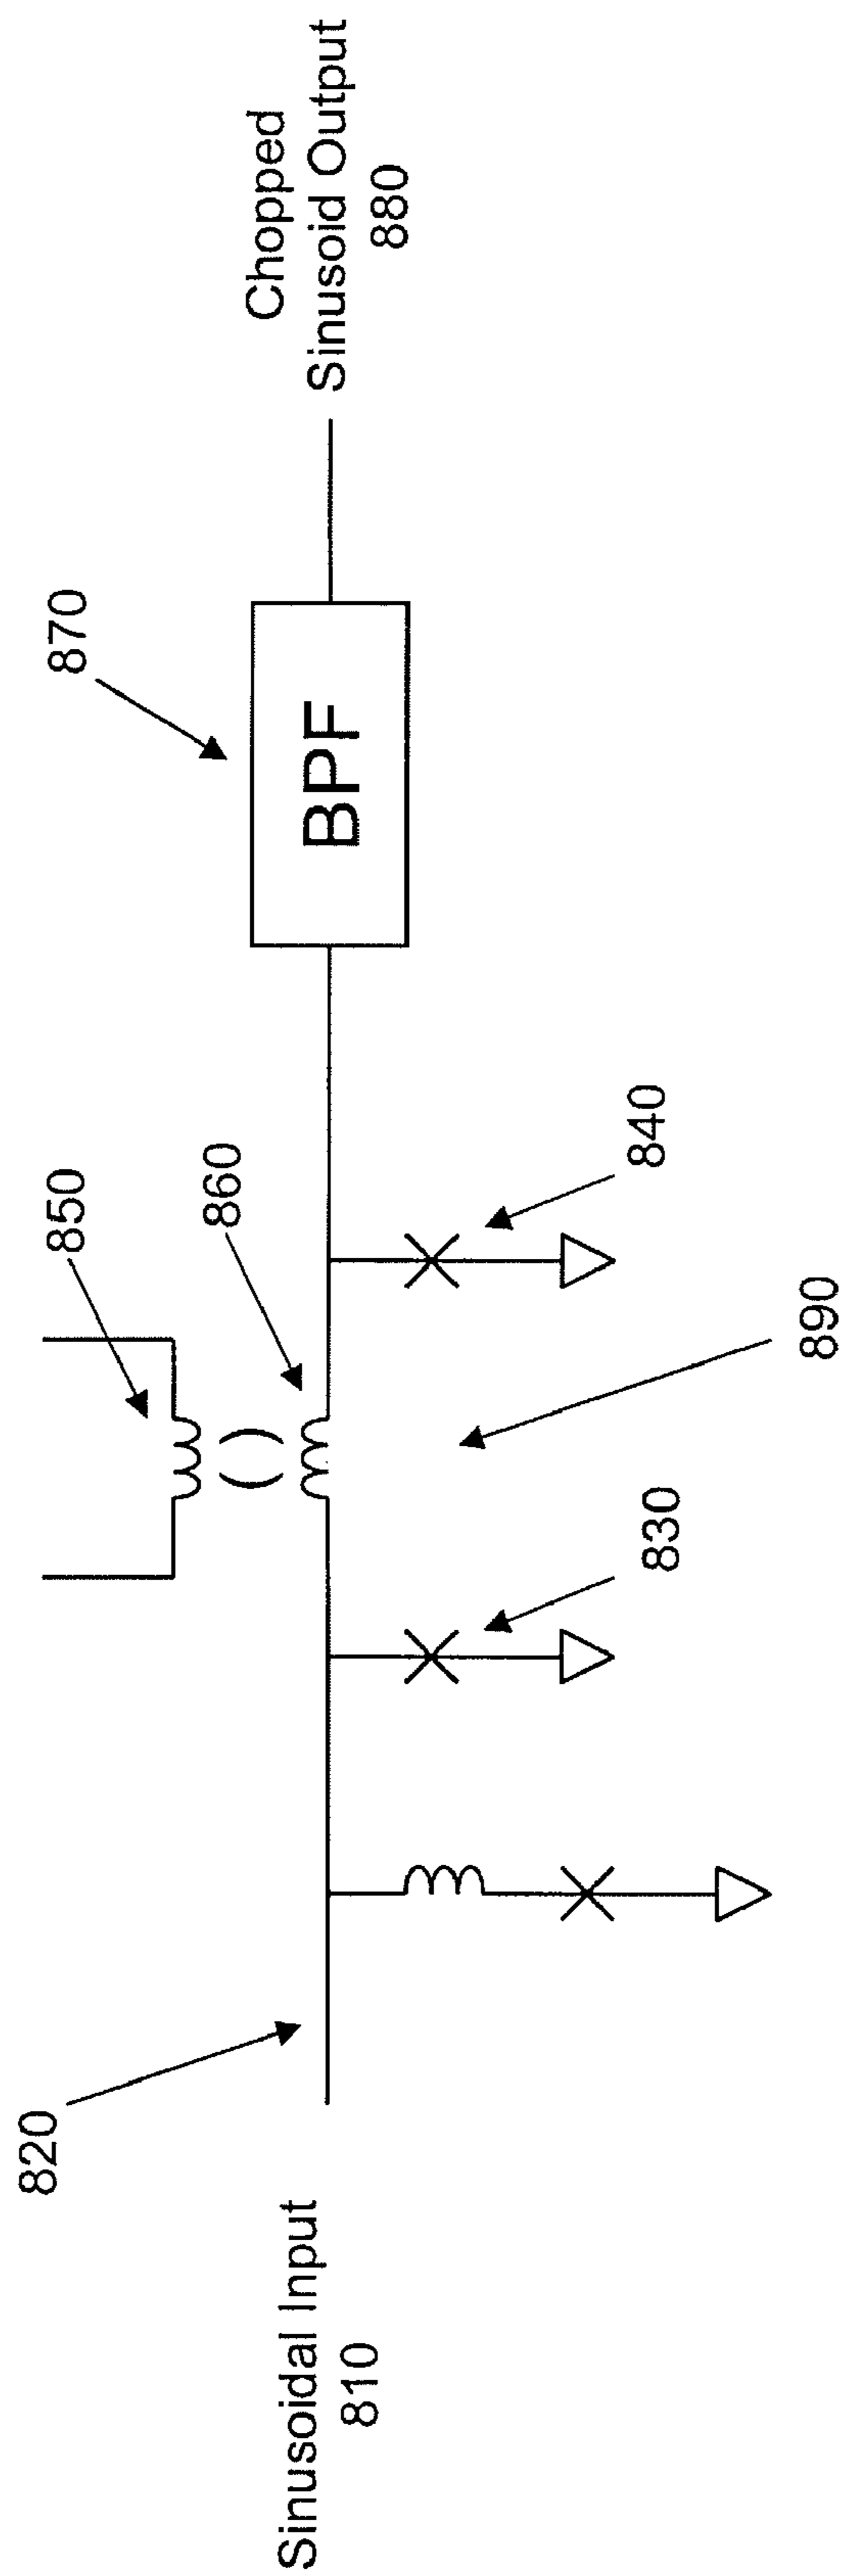 Sinusoidal Input
810
820
830
850
860
890
840
870
BPF
Chopped
Sinusoid Output
880